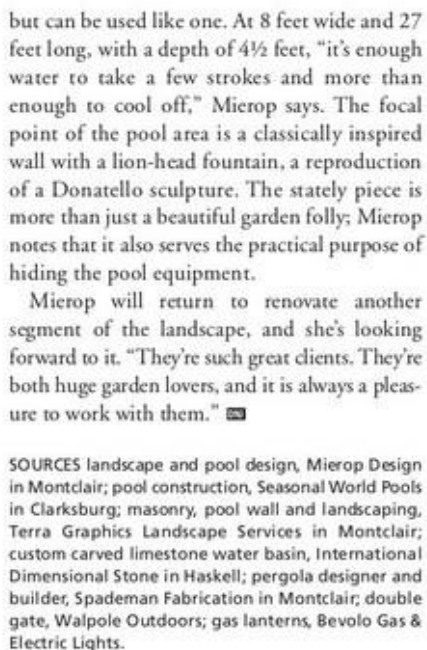 but can be used like one. At 8 feet wide and 27
feet long, with a depth of 4½ feet, “it’s enough
water to take a few strokes and more than
enough to cool off,” Mierop says. The focal
point of the pool area is a classically inspired
wall with a lion-head fountain, a reproduction
of a Donatello sculpture. The stately piece is
more than just a beautiful garden folly; Mierop
notes that it also serves the practical purpose of
hiding the pool equipment.
Mierop will return to renovate another
segment of the landscape, and she’s looking
forward to it. “They’re such great clients. They’re
both huge garden lovers, and it is always a pleas-
ure to work with them.”
SOURCES landscape and pool design, Mierop Design
in Montclair; pool construction, Seasonal World Pools
in Clarksburg; masonry, pool wall and landscaping,
Terra Graphics Landscape Services in Montclair;
custom carved limestone water basin, International
Dimensional Stone in Haskell; pergola designer and
builder, Spademan Fabrication in Montclair; double
gate, Walpole Outdoors; gas lanterns, Bevolo Gas &
Electric Lights.